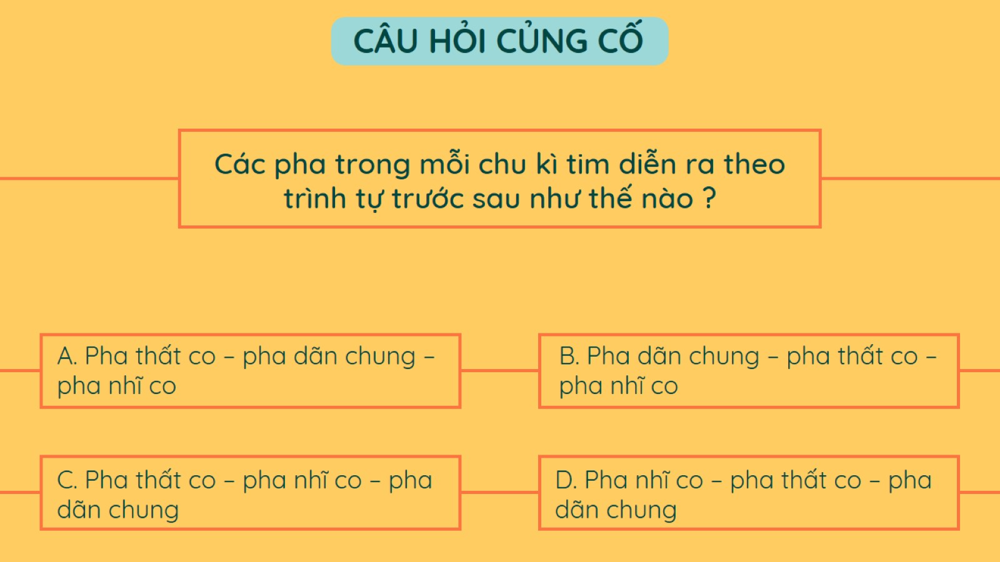 CÂU HỎI CỦNG CỐ
Các pha trong mỗi chu kì tim diễn ra theo
trình tự trước sau như thế nào ?
A. Pha thất co – pha dãn chung –
pha nhĩ co
B. Pha dãn chung – pha thất co –
pha nhĩ co
C. Pha thất co – pha nhĩ co – pha
dãn chung
D. Pha nhĩ co – pha thất co – pha
dãn chung